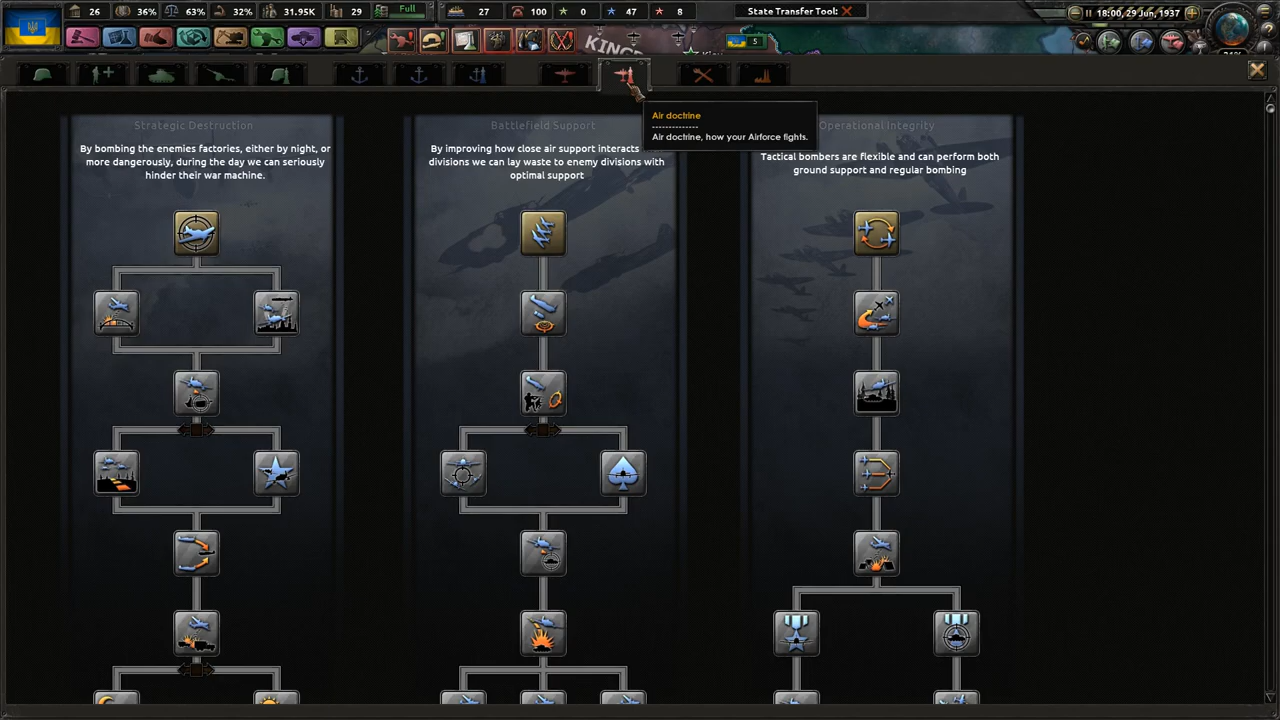 26
36%
63%
32%
31.95K
29
Full
27
100
0
47
8
State Transfer Tool:
18:00, 29 Jun, 1937
5
Air doctrine
--------------
Air doctrine, how your Airforce fights.
Strategic Destruction
By bombing the enemies factories, either by night, or
more dangerously, during the day we can seriously
hinder their war machine.
Battlefield Support
By improving how close air support interacts
divisions we can lay waste to enemy divisions with
optimal support
Operational Integrity
Tactical bombers are flexible and can perform both
ground support and regular bombing